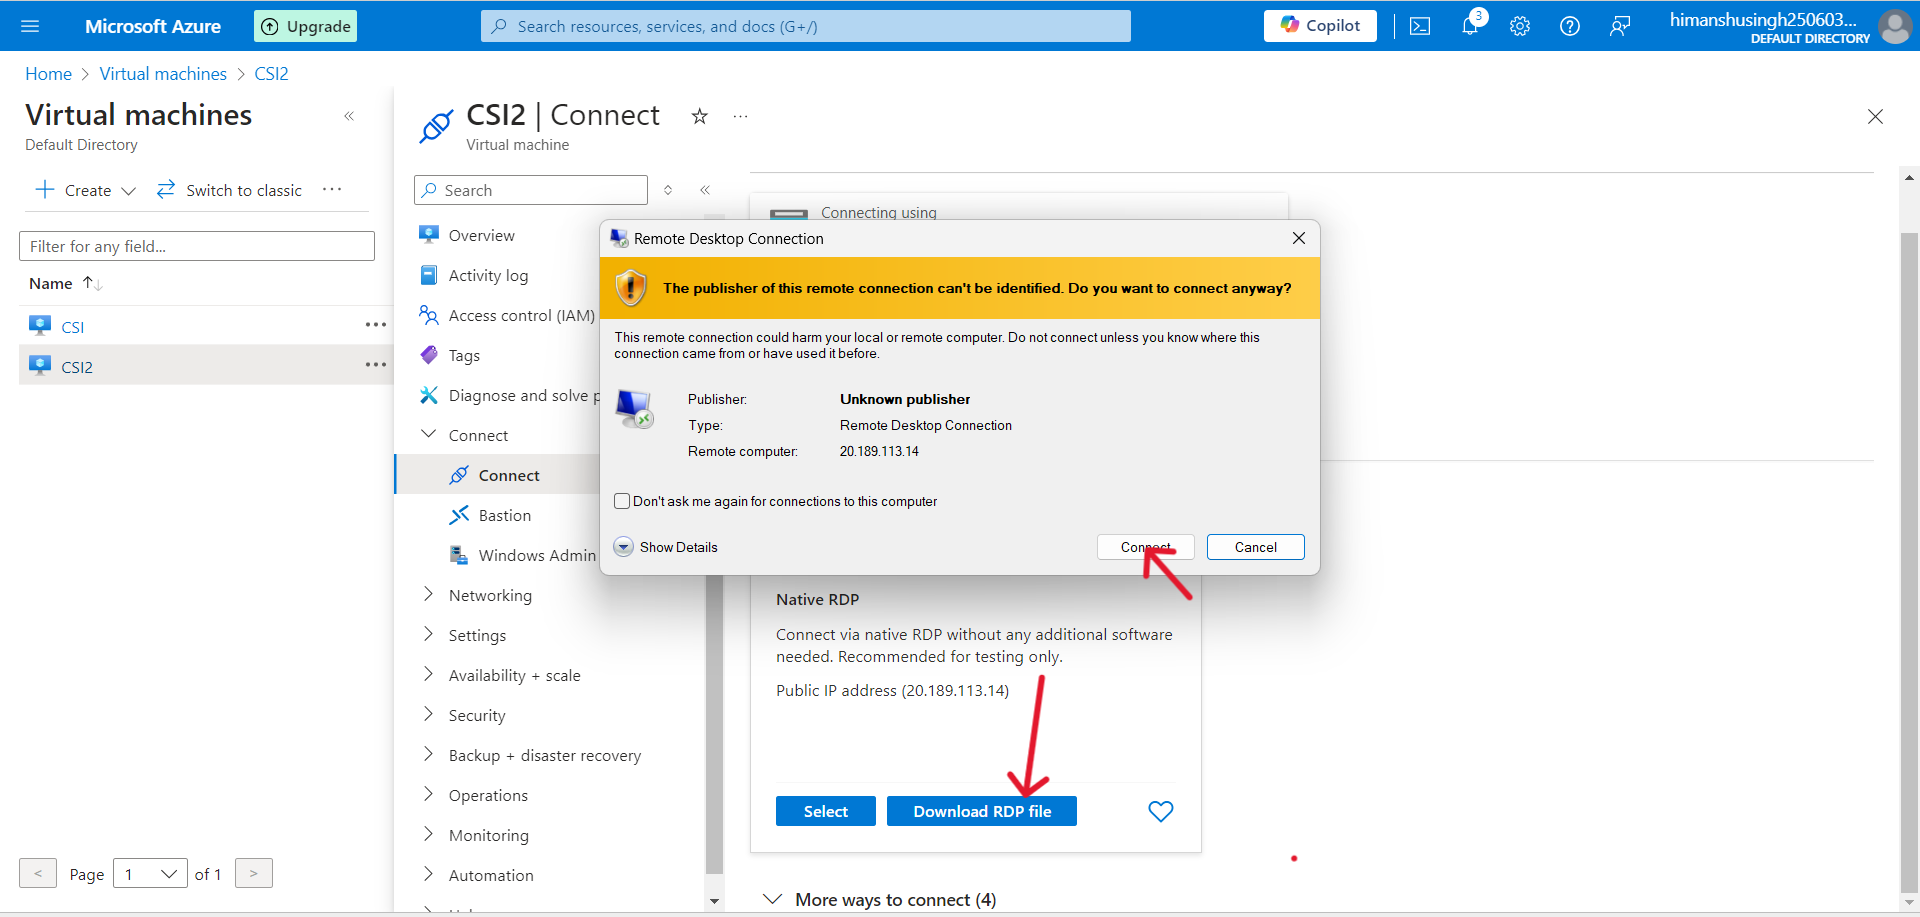 Microsoft Azure
Upgrade
Search resources, services, and docs (G+/)
Copilot
3
himanshusingh250603...
DEFAULT DIRECTORY
Home > Virtual machines > CSI2
Virtual machines
Default Directory
Create
Switch to classic
Filter for any field...
Name
CSI
CSI2
< Page 1 of 1 >
CSI2 | Connect
Virtual machine
Search
Overview
Activity log
Access control (IAM)
Tags
Diagnose and solve p
Connect
Connect
Bastion
Windows Admin
Networking
Settings
Availability + scale
Security
Backup + disaster recovery
Operations
Monitoring
Automation
Connecting using
Remote Desktop Connection
The publisher of this remote connection can't be identified. Do you want to connect anyway?
This remote connection could harm your local or remote computer. Do not connect unless you know where this
connection came from or have used it before.
Publisher: Unknown publisher
Type: Remote Desktop Connection
Remote computer: 20.189.113.14
Don't ask me again for connections to this computer
Show Details
Connect
Cancel
Native RDP
Connect via native RDP without any additional software
needed. Recommended for testing only.
Public IP address (20.189.113.14)
Select
Download RDP file
More ways to connect (4)